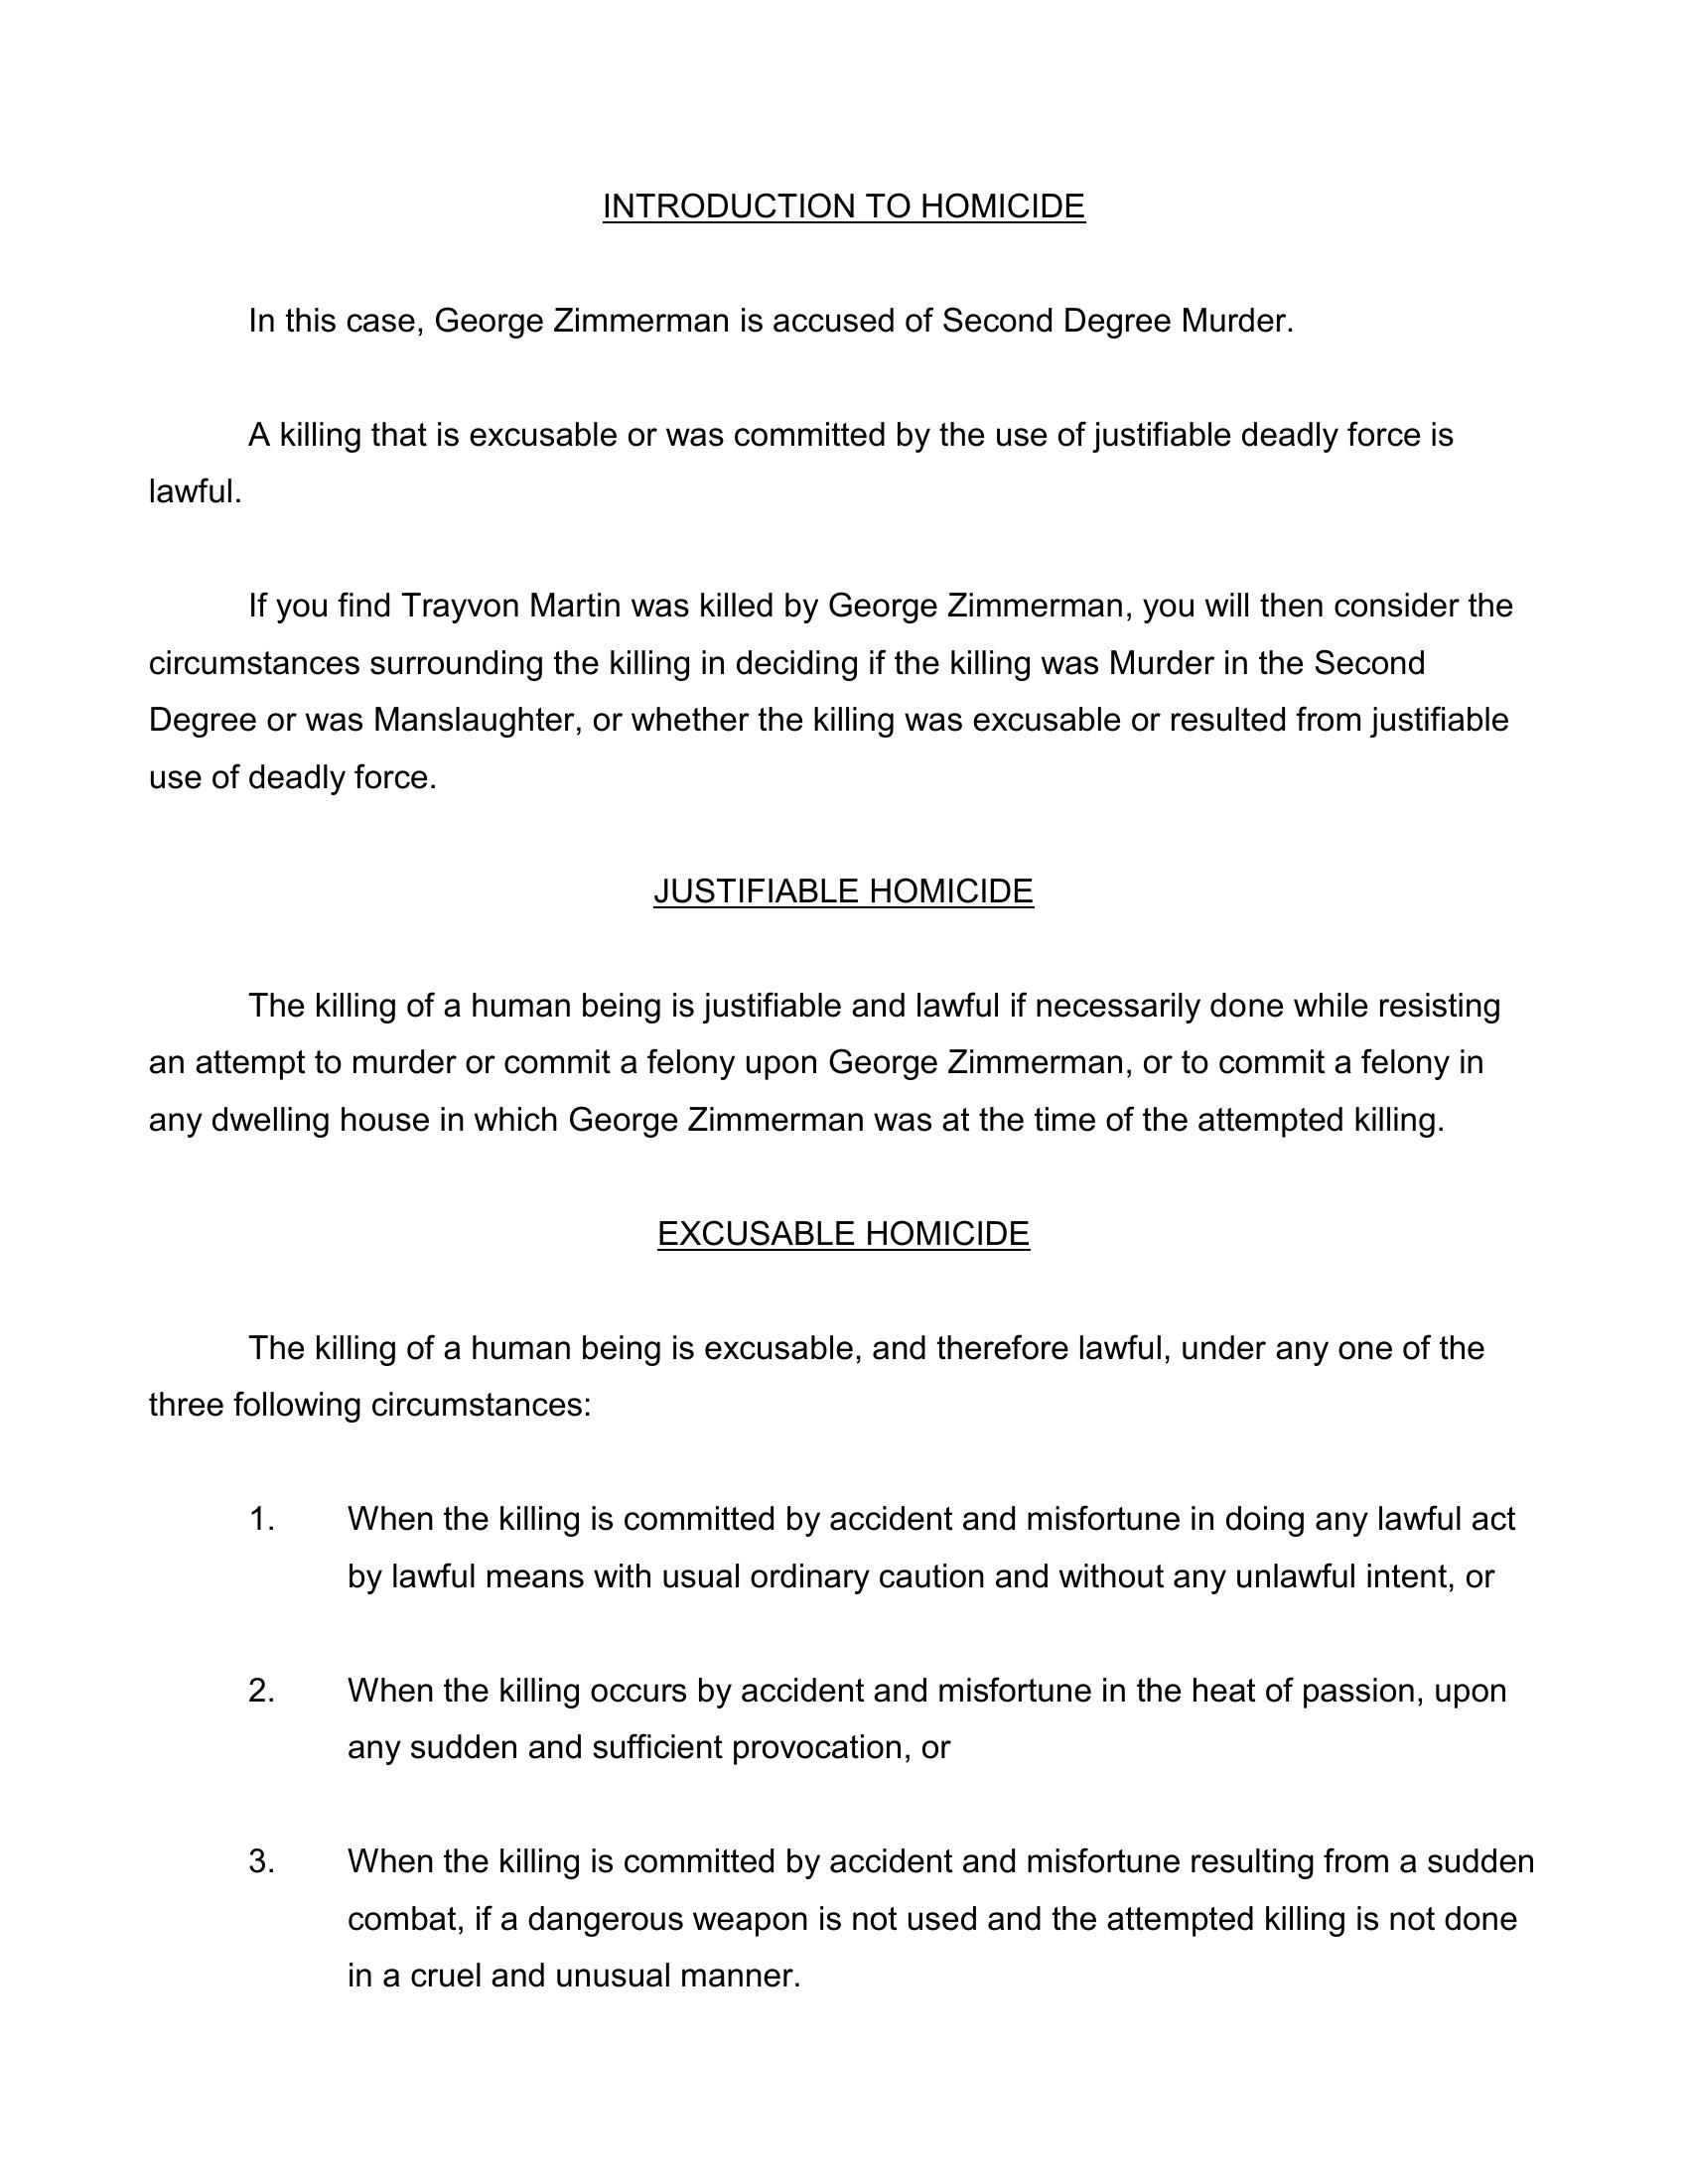 INTRODUCTION TO HOMICIDE
In this case, George Zimmerman is accused of Second Degree Murder.
A killing that is excusable or was committed by the use of justifiable deadly force is
lawful.
If you find Trayvon Martin was killed by George Zimmerman, you will then consider the
circumstances surrounding the killing in deciding if the killing was Murder in the Second
Degree or was Manslaughter, or whether the killing was excusable or resulted from justifiable
use of deadly force.
JUSTIFIABLE HOMICIDE
The killing of a human being is justifiable and lawful if necessarily done while resisting
an attempt to murder or commit a felony upon George Zimmerman, or to commit a felony in
any dwelling house in which George Zimmerman was at the time of the attempted killing.
EXCUSABLE HOMICIDE
The killing of a human being is excusable, and therefore lawful, under any one of the
three following circumstances:
1. When the killing is committed by accident and misfortune in doing any lawful act
by lawful means with usual ordinary caution and without any unlawful intent, or
2. When the killing occurs by accident and misfortune in the heat of passion, upon
any sudden and sufficient provocation, or
3. When the killing is committed by accident and misfortune resulting from a sudden
combat, if a dangerous weapon is not used and the attempted killing is not done
in a cruel and unusual manner.